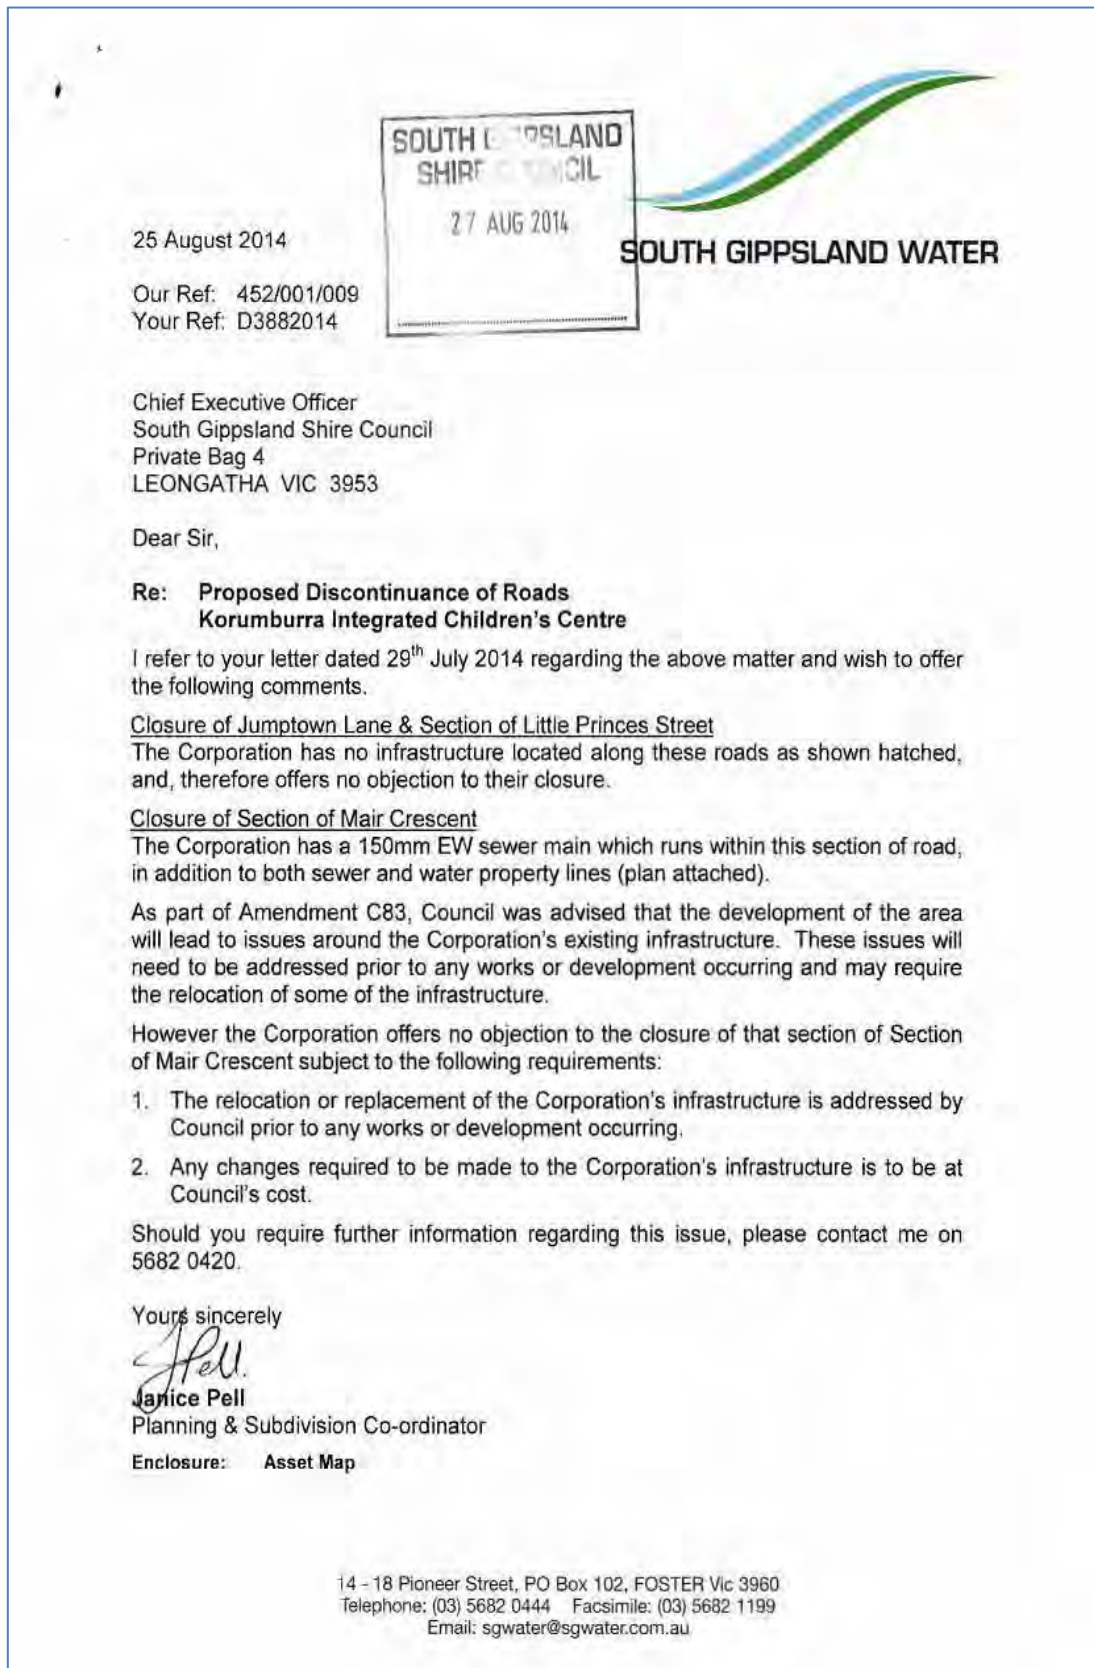 SOUTH GIPPSLAND
SHIRE COUNCIL
27 AUG 2014
SOUTH GIPPSLAND WATER
25 August 2014
Our Ref: 452/001/009
Your Ref: D3882014
Chief Executive Officer
South Gippsland Shire Council
Private Bag 4
LEONGATHA VIC 3953
Dear Sir,
Re: Proposed Discontinuance of Roads
Korumburra Integrated Children's Centre
I refer to your letter dated 29th July 2014 regarding the above matter and wish to offer
the following comments.
Closure of Jumptown Lane & Section of Little Princes Street
The Corporation has no infrastructure located along these roads as shown hatched,
and, therefore offers no objection to their closure.
Closure of Section of Mair Crescent
The Corporation has a 150mm EW sewer main which runs within this section of road,
in addition to both sewer and water property lines (plan attached).
As part of Amendment C83, Council was advised that the development of the area
will lead to issues around the Corporation's existing infrastructure. These issues will
need to be addressed prior to any works or development occurring and may require
the relocation of some of the infrastructure.
However the Corporation offers no objection to the closure of that section of Section
of Mair Crescent subject to the following requirements:
1. The relocation or replacement of the Corporation's infrastructure is addressed by
Council prior to any works or development occurring.
2. Any changes required to be made to the Corporation's infrastructure is to be at
Council's cost.
Should you require further information regarding this issue, please contact me on
5682 0420.
Yours sincerely
JPell.
Janice Pell
Planning & Subdivision Co-ordinator
Enclosure: Asset Map
14 - 18 Pioneer Street, PO Box 102, FOSTER Vic 3960
Telephone: (03) 5682 0444 Facsimile: (03) 5682 1199
Email: sgwater@sgwater.com.au